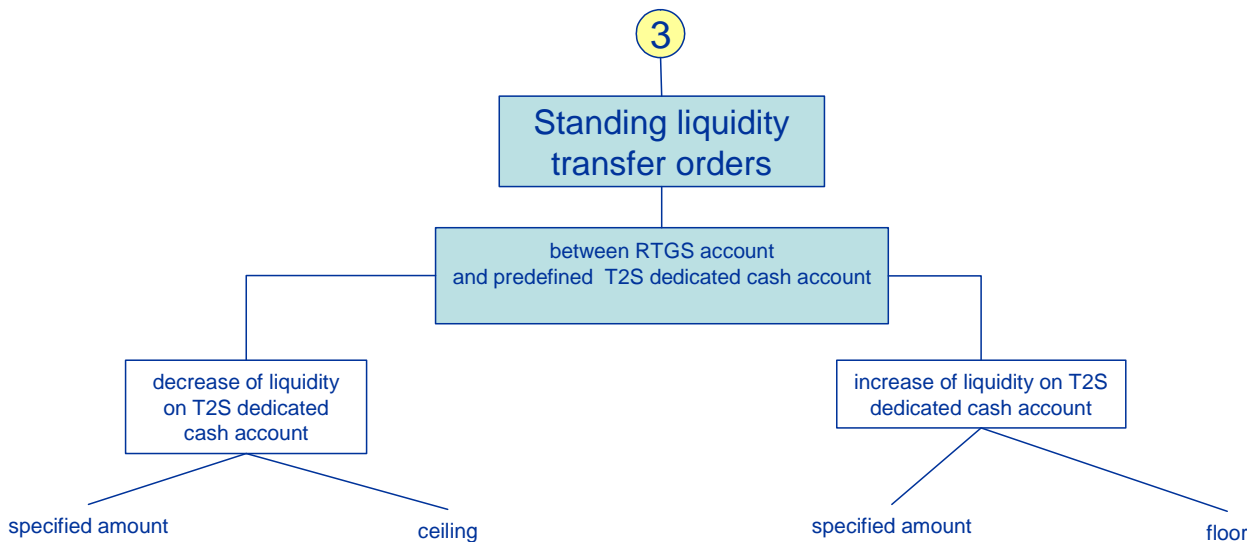 3
Standing liquidity
transfer orders
between RTGS account
and predefined T2S dedicated cash account
decrease of liquidity
on T2S dedicated
cash account
increase of liquidity on T2S
dedicated cash account
specified amount
ceiling
specified amount
floor